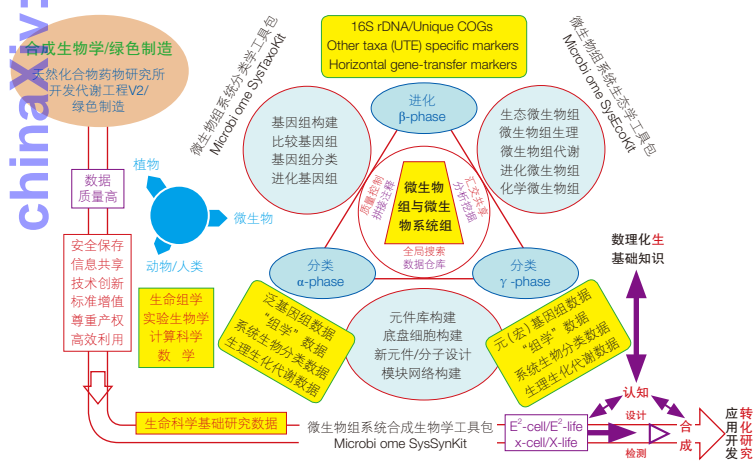 chinaXiv:
合成生物学/绿色制造
天然化合物药物研究所
开发代谢工程V2/
绿色制造
16S rDNA/Unique COGs
Other taxa (UTE) specific markers
Horizontal gene-transfer markers
微生物组系统分类学工具包
Microbi ome SysTaxoKit
微生物组系统生态学工具包
Microbi ome SysEcoKit
进化
β-phase
基因组构建
比较基因组
基因组分类
进化基因组
生态微生物组
微生物组生理
微生物组代谢
进化微生物组
化学微生物组
质量控制
拼接注释
微生物
组与微生
物系统组
汇交共享
分析挖掘
全局搜索
数据仓库
数据
质量高
植物
微生物
动物/人类
安全保存
信息共享
技术创新
标准增值
尊重产权
高效利用
生命组学
实验生物学
计算科学
数 学
分类
α-phase
分类
γ -phase
泛基因组数据
“组学”数据
系统生物分类数据
生理生化代谢数据
元件库构建
底盘细胞构建
新元件/分子设计
模块网络构建
元(宏)基因组数据
“组学”数据
系统生物分类数据
生理生化代谢数据
数理化生
基础知识
认知
生命科学基础研究数据
微生物组系统合成生物学工具包
Microbi ome SysSynKit
E²-cell/E²-life
x-cell/X-life
设计
检测
合
成
应转
用化
开研
发究